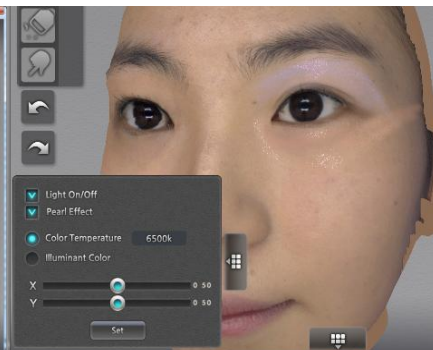 Light On/Off
Pearl Effect
Color Temperature 6500k
Illuminant Color
X 0 50
Y 0 50
Set